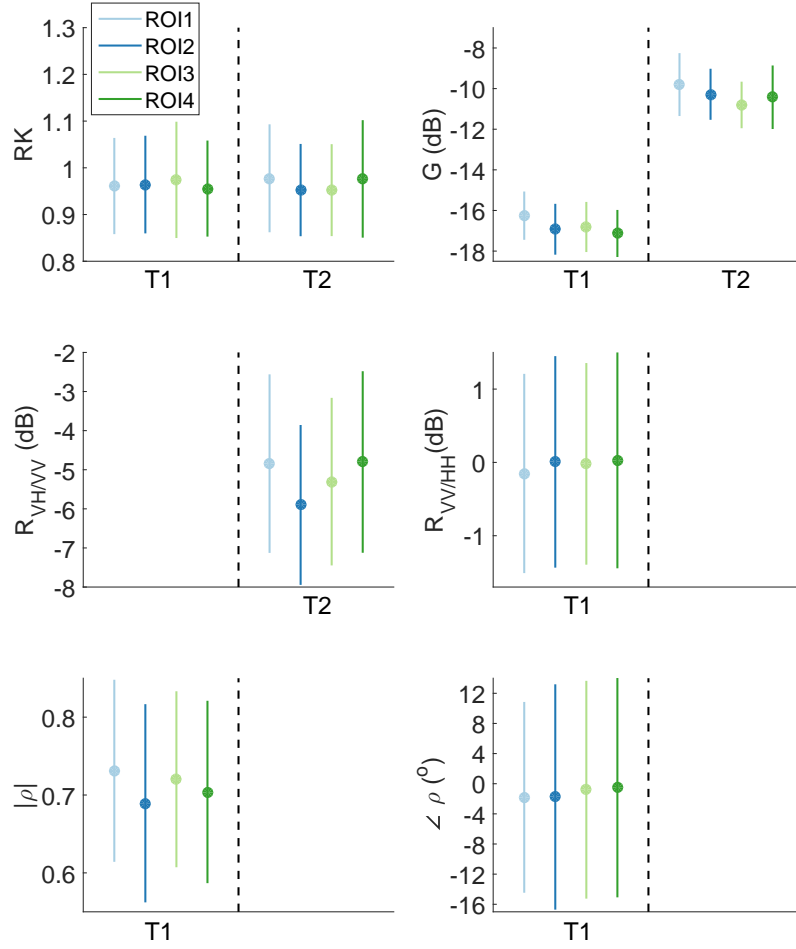 1.3
1.2
1.1
1
0.9
0.8
RK
ROI1
ROI2
ROI3
ROI4
T1 T2
-8
-10
-12
-14
-16
-18
G (dB)
T1 T2
-2
-3
-4
-5
-6
-7
-8
R_VH/VV (dB)
T2
1
0
-1
R_VV/HH(dB)
T1
0.8
0.7
0.6
|ρ|
T1
12
8
4
0
-4
-8
-12
-16
∠ ρ (°)
T1